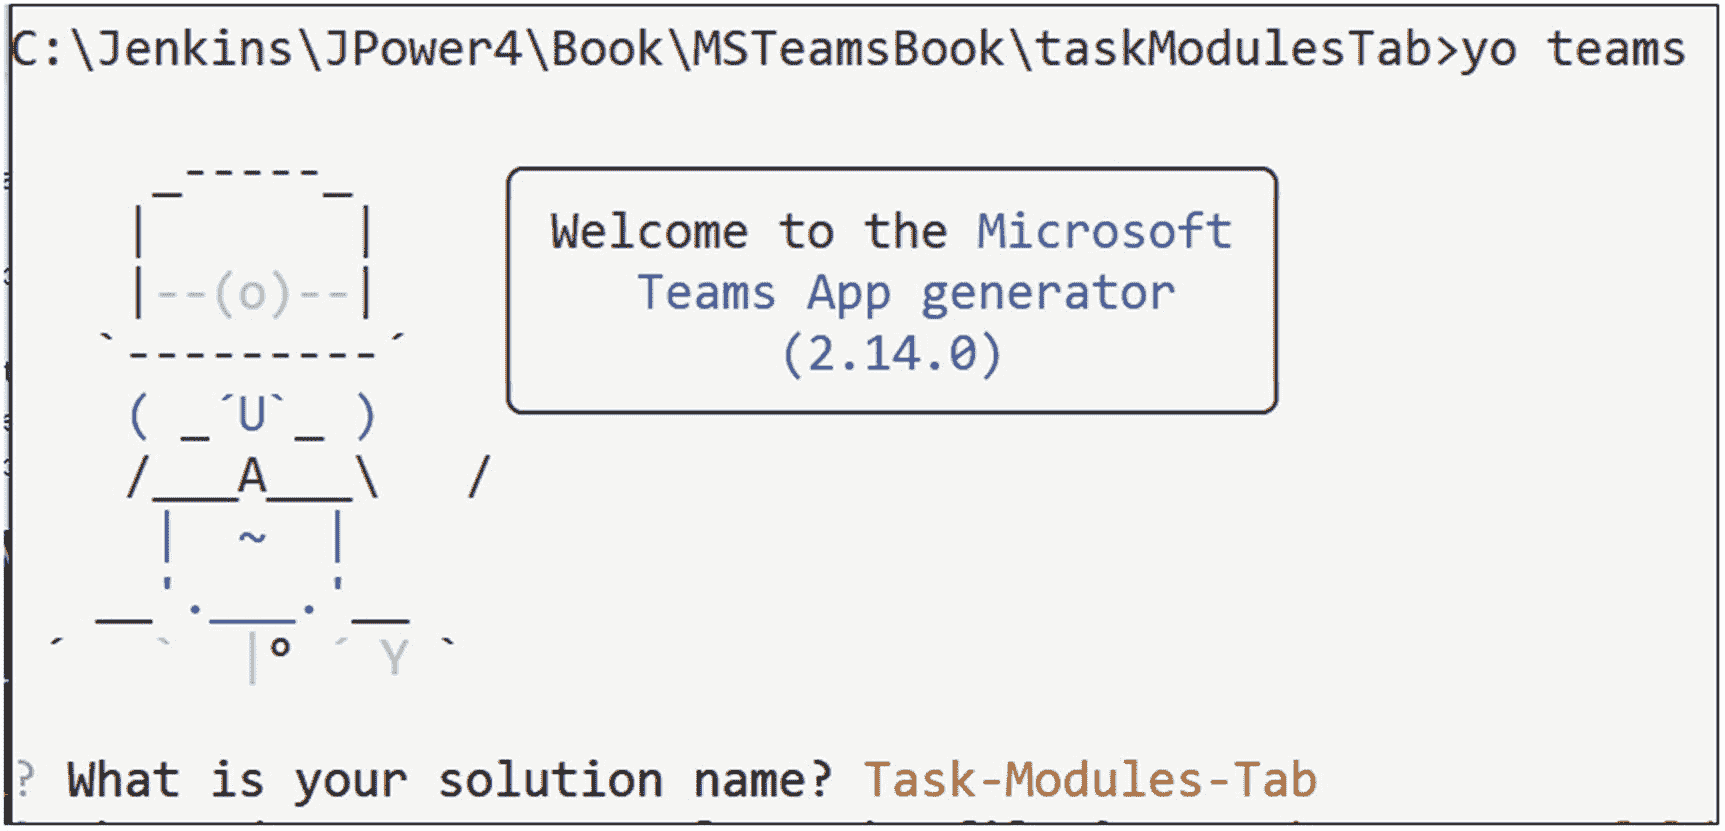 C:\Jenkins\JPower4\Book\MSTeamsBook\taskModulesTab>yo teams
Welcome to the Microsoft
Teams App generator
(2.14.0)
? What is your solution name? Task-Modules-Tab